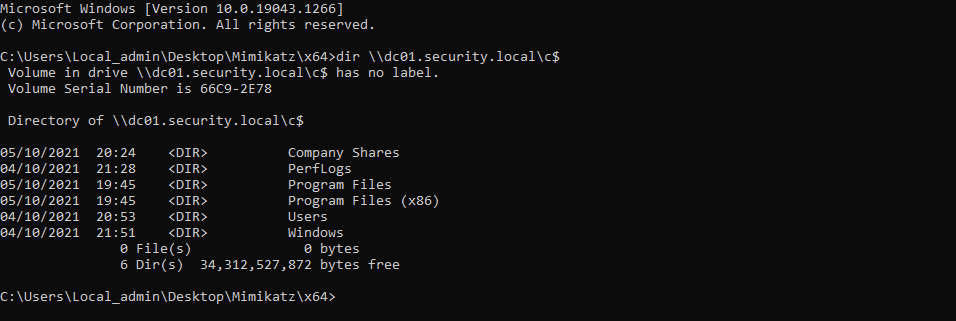 Microsoft Windows [Version 10.0.19043.1266]
(c) Microsoft Corporation. All rights reserved.
C:\Users\Local_admin\Desktop\Mimikatz\x64>dir \\dc01.security.local\c$
Volume in drive \\dc01.security.local\c$ has no label.
Volume Serial Number is 66C9-2E78
Directory of \\dc01.security.local\c$
05/10/2021  20:24    <DIR>          Company Shares
04/10/2021  21:28    <DIR>          PerfLogs
05/10/2021  19:45    <DIR>          Program Files
05/10/2021  19:45    <DIR>          Program Files (x86)
04/10/2021  20:53    <DIR>          Users
04/10/2021  21:51    <DIR>          Windows
0 File(s)              0 bytes
6 Dir(s)  34,312,527,872 bytes free
C:\Users\Local_admin\Desktop\Mimikatz\x64>